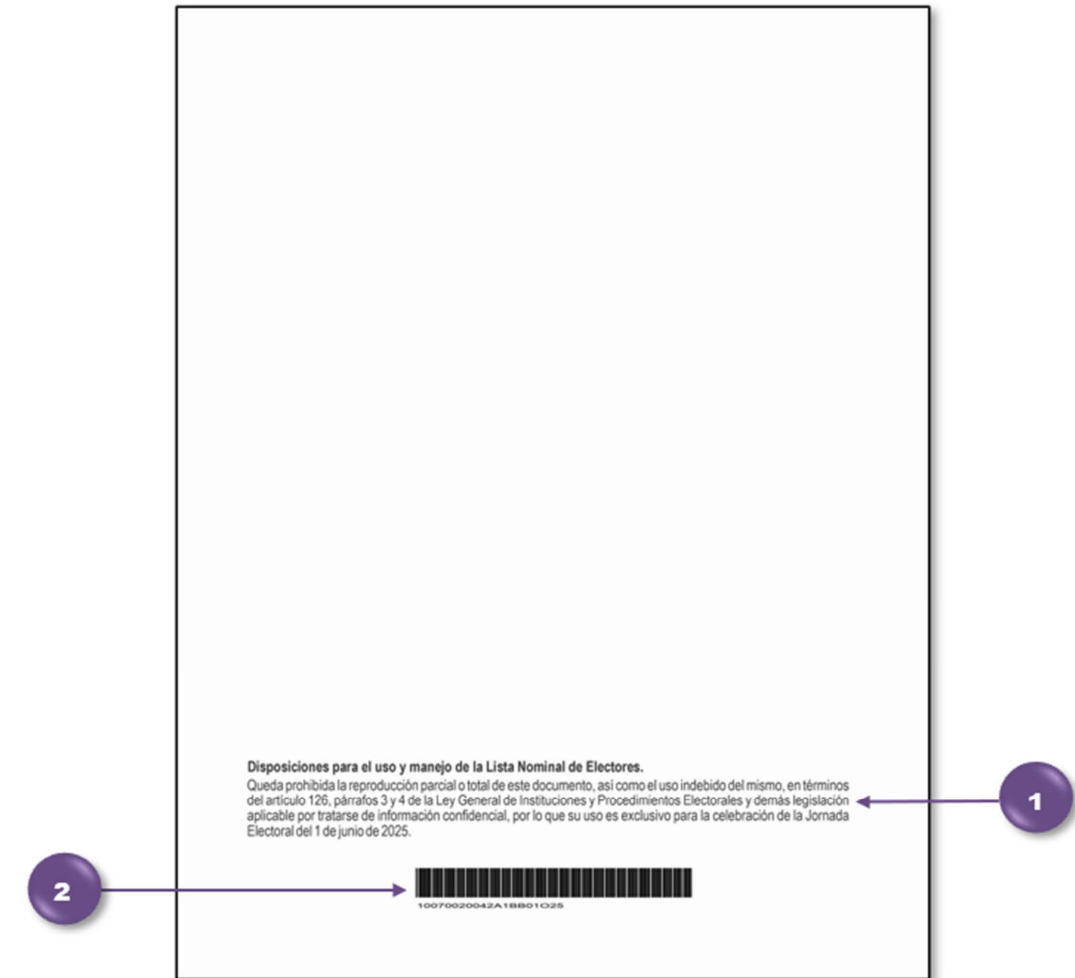 Disposiciones para el uso y manejo de la Lista Nominal de Electores.
Queda prohibida la reproducción parcial o total de este documento, así como el uso indebido del mismo, en términos
del artículo 126, párrafos 3 y 4 de la Ley General de Instituciones y Procedimientos Electorales y demás legislación
aplicable por tratarse de información confidencial, por lo que su uso es exclusivo para la celebración de la Jornada
Electoral del 1 de junio de 2025.
1
2
10070020042A1BB01O25